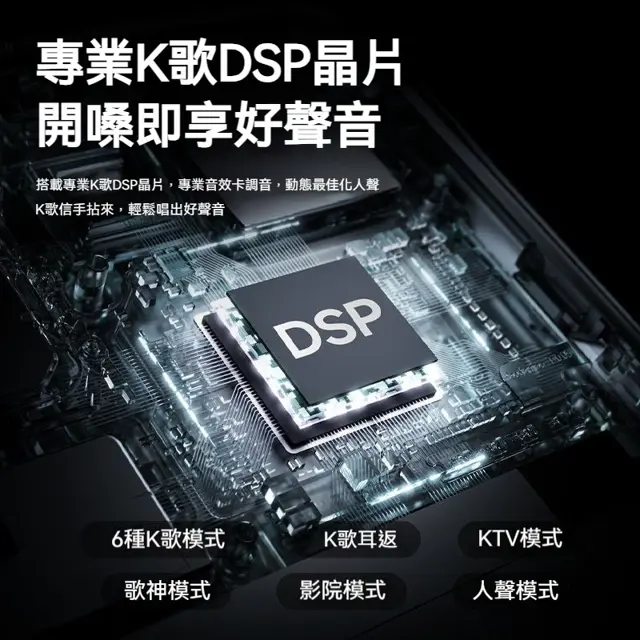 專業K歌DSP晶片
開嗓即享好聲音
搭載專業K歌DSP晶片，專業音效卡調音，動態最佳化人聲
K歌信手拈來，輕鬆唱出好聲音
DSP
6種K歌模式 K歌耳返 KTV模式
歌神模式 影院模式 人聲模式